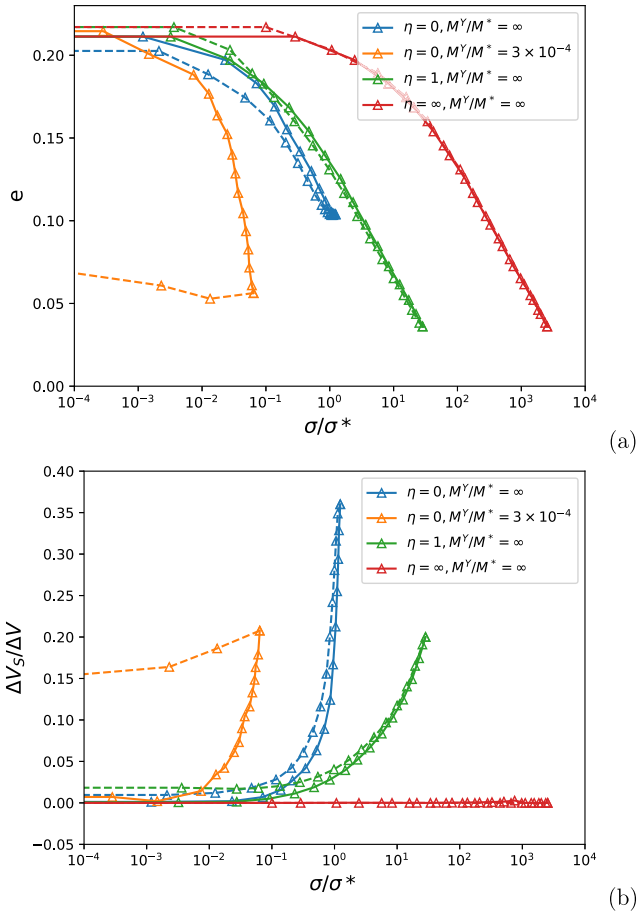 η = 0, M^Y/M^* = ∞
η = 0, M^Y/M^* = 3 × 10^{-4}
η = 1, M^Y/M^* = ∞
η = ∞, M^Y/M^* = ∞
e
0.20
0.15
0.10
0.05
0.00
10^{-4} 10^{-3} 10^{-2} 10^{-1} 10^0 10^1 10^2 10^3 10^4
σ/σ*
(a)
η = 0, M^Y/M^* = ∞
η = 0, M^Y/M^* = 3 × 10^{-4}
η = 1, M^Y/M^* = ∞
η = ∞, M^Y/M^* = ∞
ΔV_S/ΔV
0.40
0.35
0.30
0.25
0.20
0.15
0.10
0.05
0.00
−0.05
10^{-4} 10^{-3} 10^{-2} 10^{-1} 10^0 10^1 10^2 10^3 10^4
σ/σ*
(b)